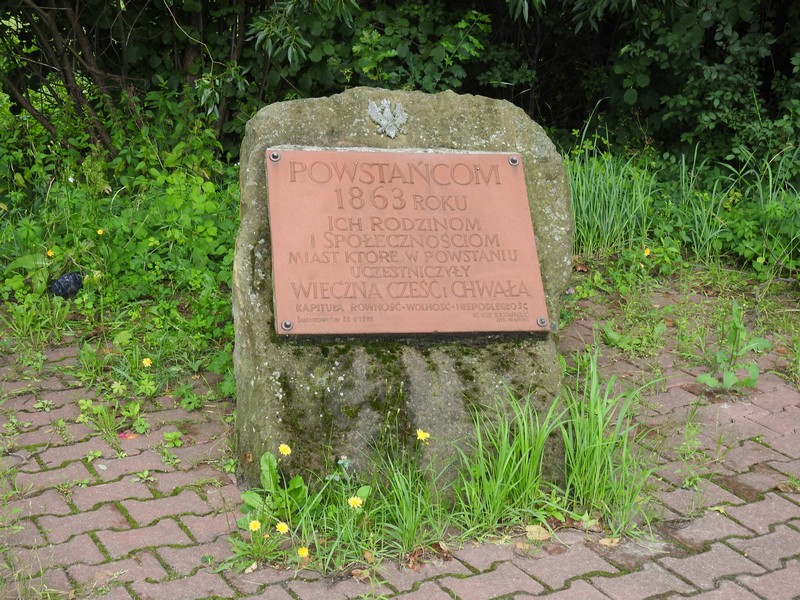 POWSTAŃCOM
1863 ROKU
ICH RODZINOM
I SPOŁECZNOŚCIOM
MIAST KTÓRE W POWSTANIU
UCZESTNICZYŁY
WIECZNA CZEŚĆ I CHWAŁA
KAPITUŁA RÓWNOŚĆ-WOLNOŚĆ-NIEPODLEGŁOŚĆ